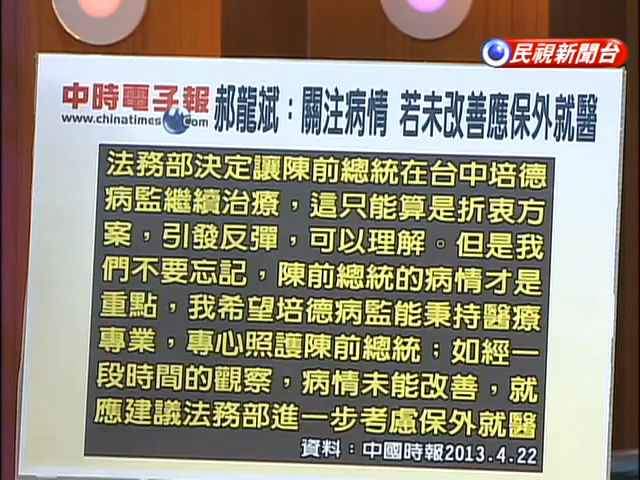 民視新聞台
中時電子報
www.chinatimes.com
郝龍斌：關注病情 若未改善應保外就醫
法務部決定讓陳前總統在台中培德
病監繼續治療，這只能算是折衷方
案，引發反彈，可以理解。但是我
們不要忘記，陳前總統的病情才是
重點，我希望培德病監能秉持醫療
專業，專心照護陳前總統；如經一
段時間的觀察，病情未能改善，就
應建議法務部進一步考慮保外就醫
資料：中國時報2013.4.22